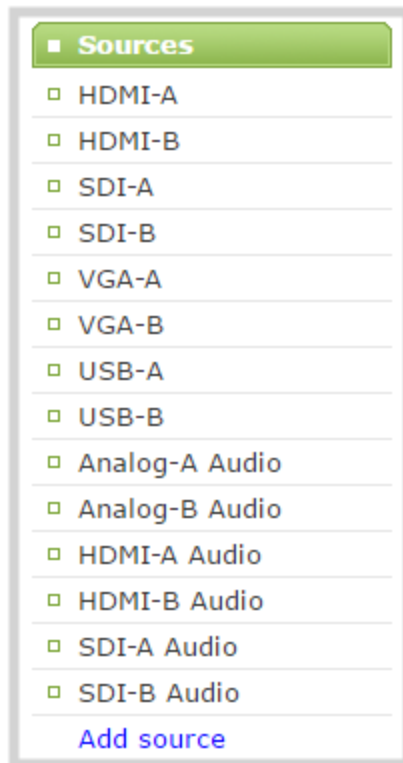 Sources
HDMI-A
HDMI-B
SDI-A
SDI-B
VGA-A
VGA-B
USB-A
USB-B
Analog-A Audio
Analog-B Audio
HDMI-A Audio
HDMI-B Audio
SDI-A Audio
SDI-B Audio
Add source